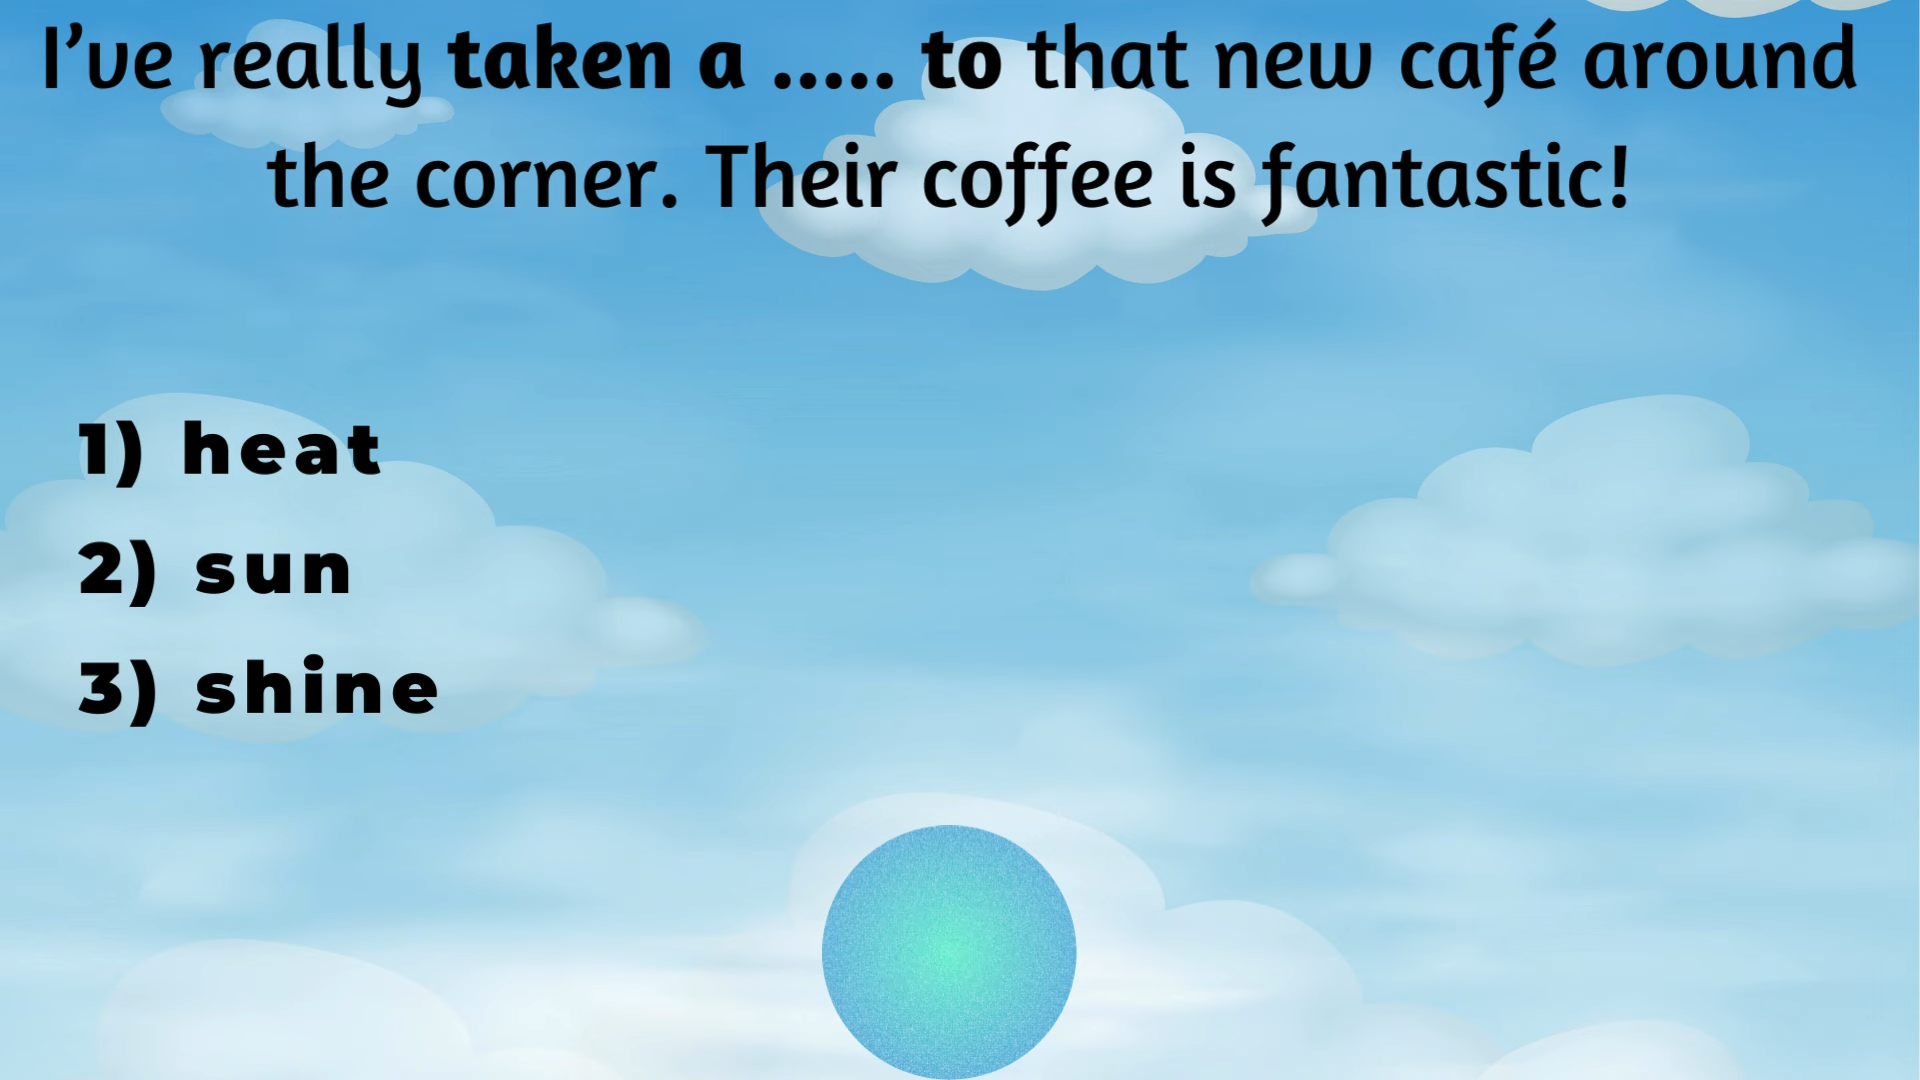 I’ve really taken a ..... to that new café around
the corner. Their coffee is fantastic!
1) heat
2) sun
3) shine